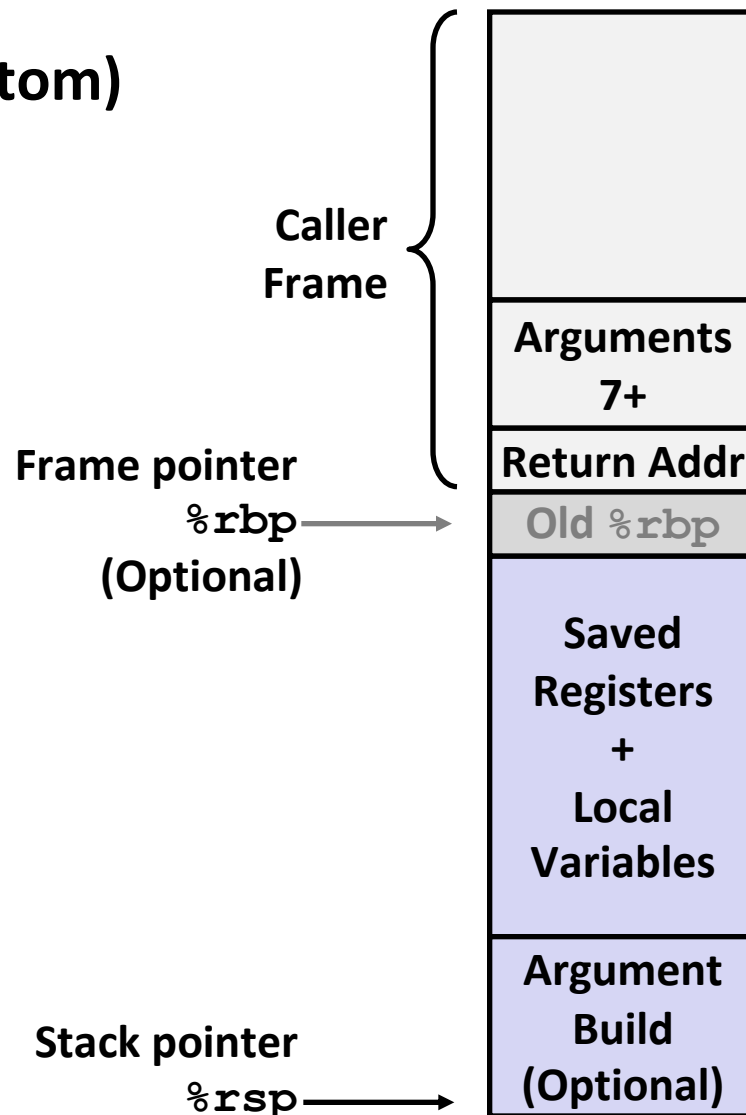 tom)
Caller
Frame
Arguments
7+
Frame pointer
%rbp
(Optional)
Return Addr
Old %rbp
Saved
Registers
+
Local
Variables
Argument
Build
(Optional)
Stack pointer
%rsp